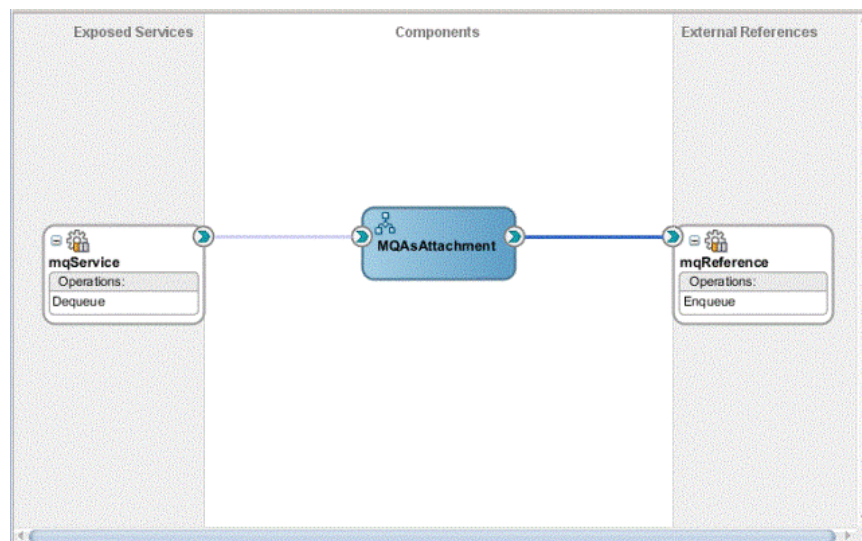 Exposed Services
Components
External References
mqService
Operations:
Dequeue
MQAsAttachment
mqReference
Operations:
Enqueue